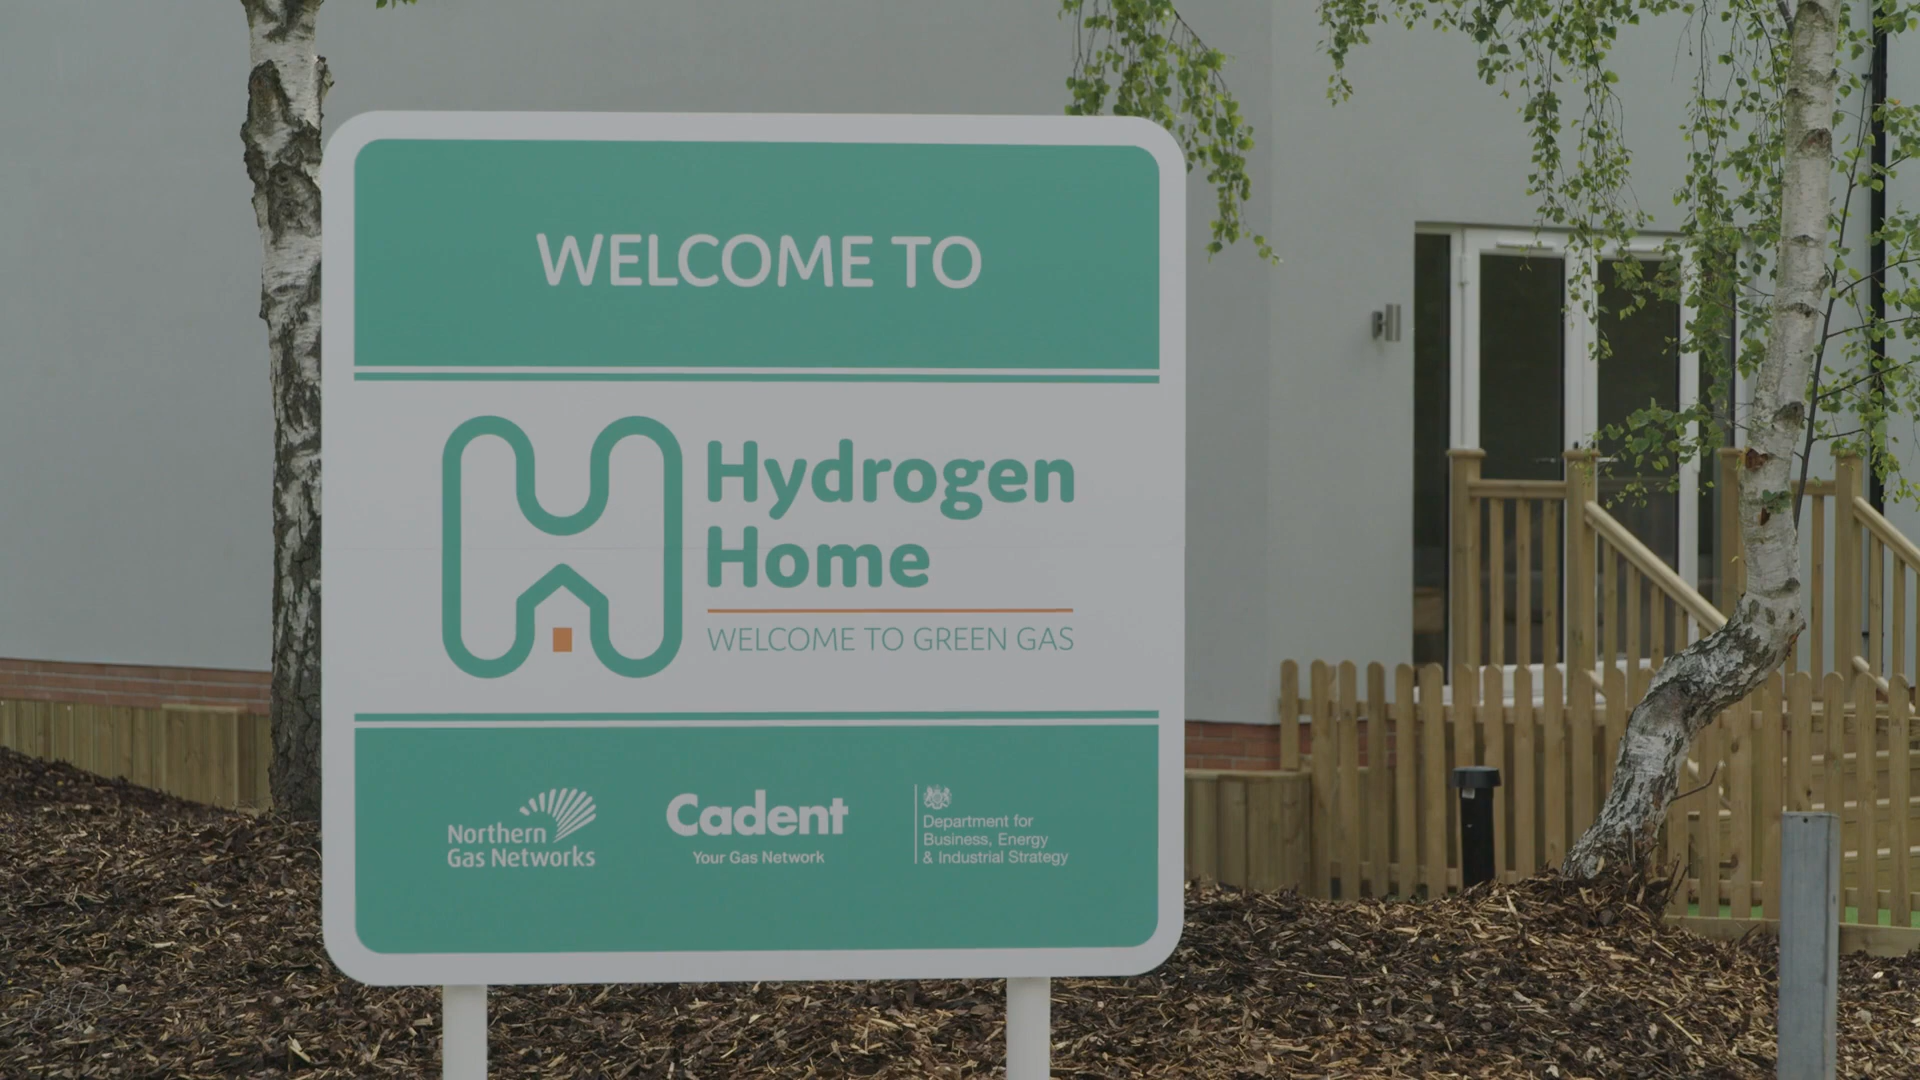 WELCOME TO
Hydrogen
Home
WELCOME TO GREEN GAS
Northern
Gas Networks
Cadent
Your Gas Network
Department for
Business, Energy
& Industrial Strategy